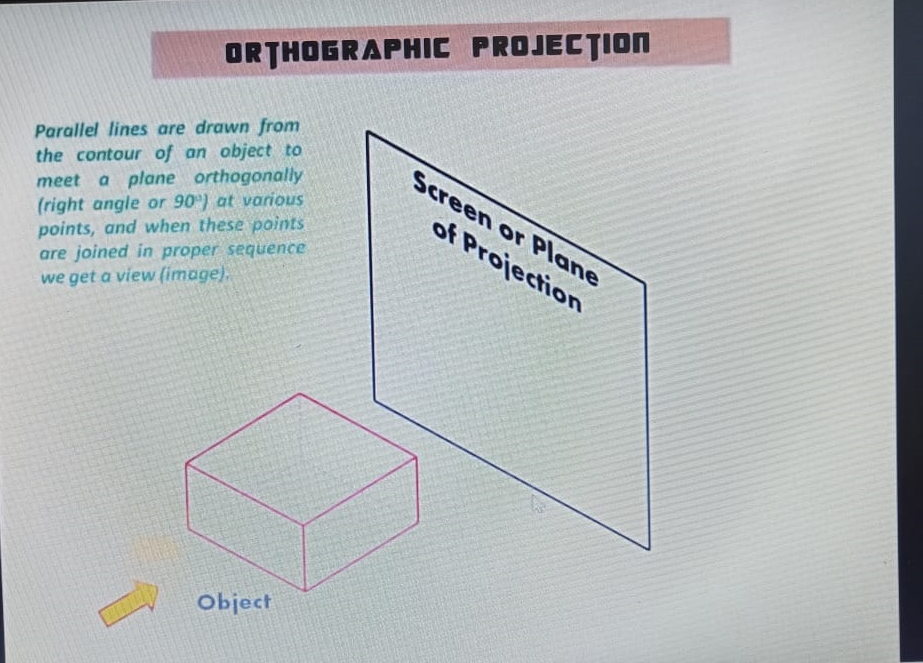 ORTHOGRAPHIC PROJECTION
Parallel lines are drawn from
the contour of an object to
meet a plane orthogonally
(right angle or 90º) at various
points, and when these points
are joined in proper sequence
we get a view (image).
Screen or Plane
of Projection
Object